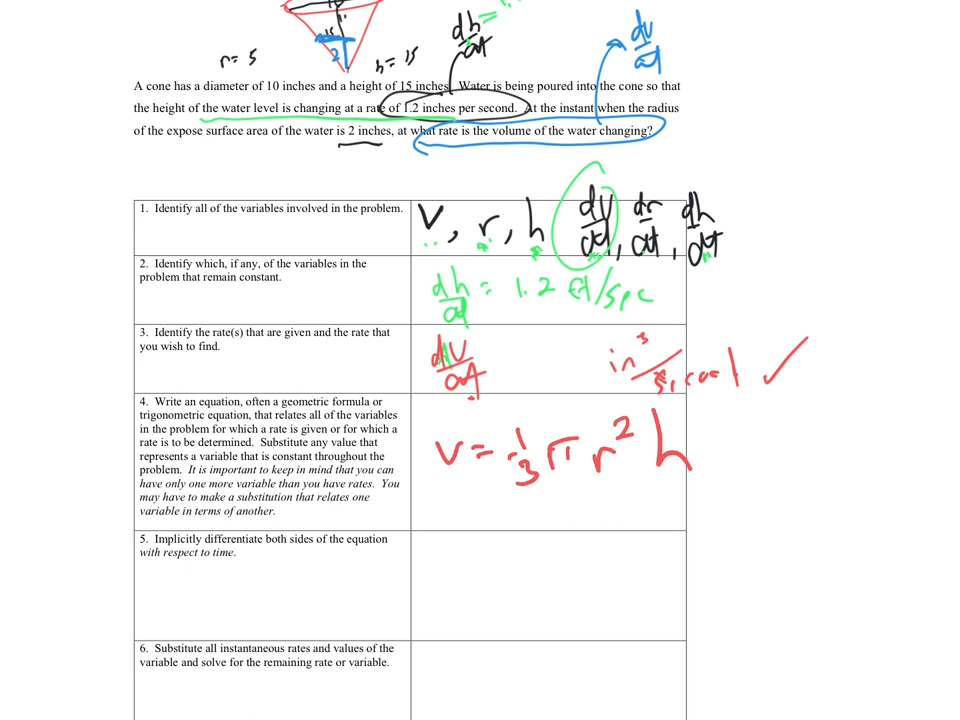 15
2
r = 5
h = 15
dh/dt =
dv/dt
A cone has a diameter of 10 inches and a height of 15 inches. Water is being poured into the cone so that
the height of the water level is changing at a rate of 1.2 inches per second. At the instant when the radius
of the expose surface area of the water is 2 inches, at what rate is the volume of the water changing?
1. Identify all of the variables involved in the problem.
V, r, h dV/dt, dr/dt, dh/dt
2. Identify which, if any, of the variables in the
problem that remain constant.
dh/dt = 1.2
3. Identify the rate(s) that are given and the rate that
you wish to find.
dV/dt in³/second ✓
4. Write an equation, often a geometric formula or
trigonometric equation, that relates all of the variables
in the problem for which a rate is given or for which a
rate is to be determined. Substitute any value that
represents a variable that is constant throughout the
problem. It is important to keep in mind that you can
have only one more variable than you have rates. You
may have to make a substitution that relates one
variable in terms of another.
V = 1/3 π r² h
5. Implicitly differentiate both sides of the equation
with respect to time.
6. Substitute all instantaneous rates and values of the
variable and solve for the remaining rate or variable.